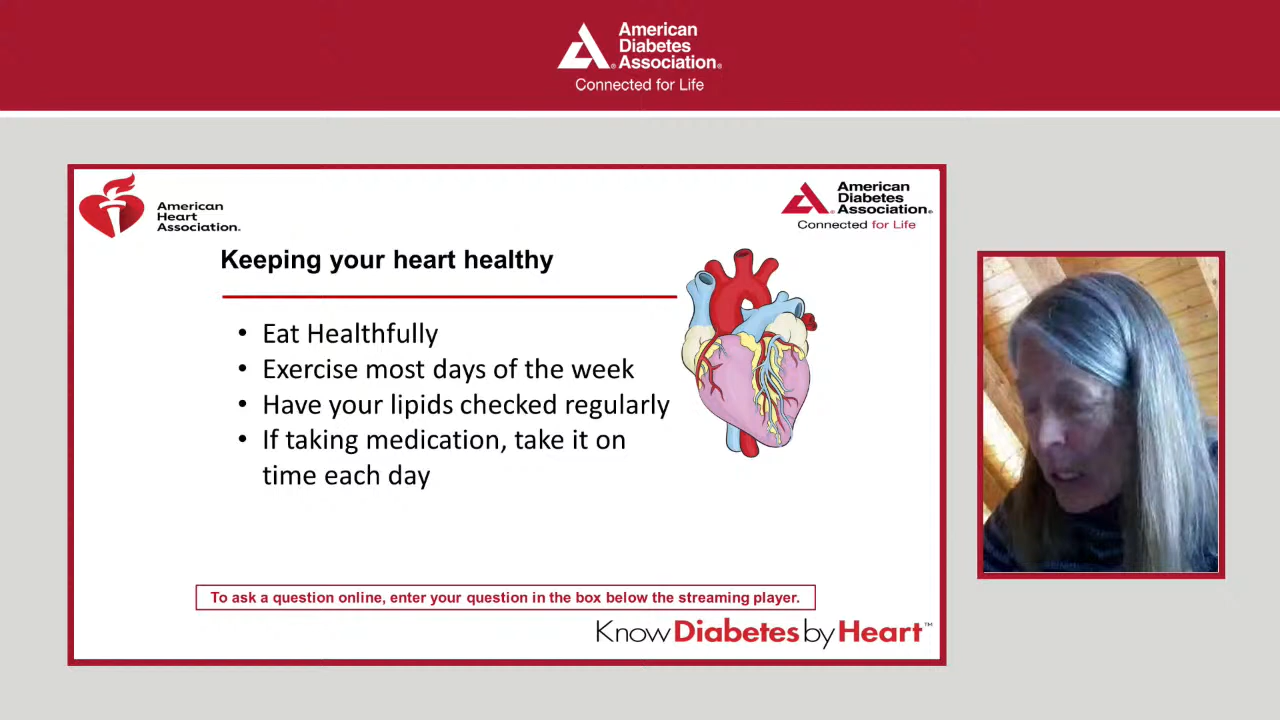 American
Diabetes
Association®
Connected for Life
American
Heart
Association.
American
Diabetes
Association®
Connected for Life
Keeping your heart healthy
• Eat Healthfully
• Exercise most days of the week
• Have your lipids checked regularly
• If taking medication, take it on
time each day
To ask a question online, enter your question in the box below the streaming player.
Know Diabetes by Heart™